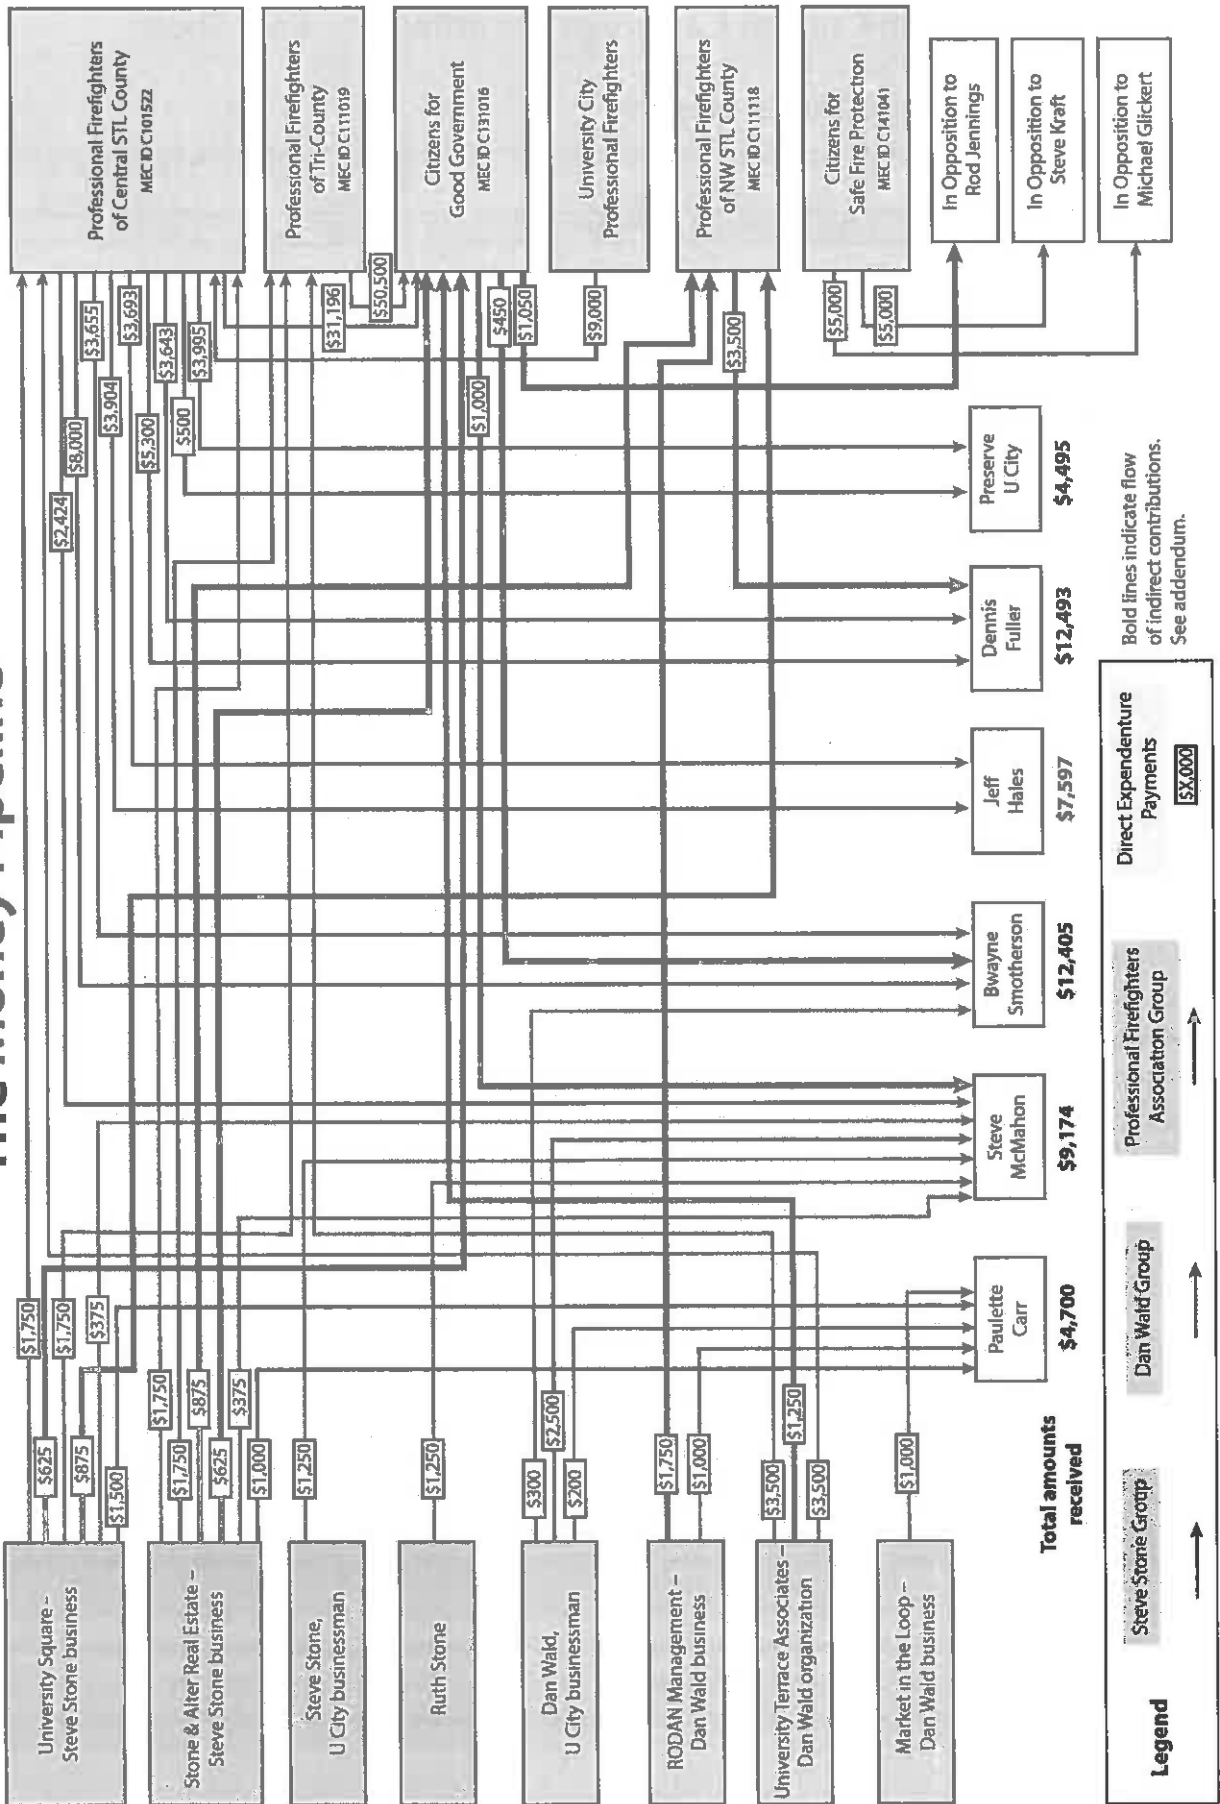 The Money Pipeline
University Square –
Steve Stone business
Stone & Alter Real Estate –
Steve Stone business
Steve Stone,
U City businessman
Ruth Stone
Dan Wald,
U City businessman
RODAN Management –
Dan Wald business
University Terrace Associates –
Dan Wald organization
Market in the Loop –
Dan Wald business
$1,750
$625
$1,750
$875
$375
$1,500
$1,750
$1,750
$875
$625
$375
$1,000
$1,250
$1,250
$300
$2,500
$200
$1,750
$1,000
$3,500
$1,250
$3,500
$1,000
Professional Firefighters
of Central STL County
MEC ID C101522
Professional Firefighters
of Tri-County
MEC ID C111019
Citizens for
Good Government
MEC ID C131016
University City
Professional Firefighters
Professional Firefighters
of NW STL County
MEC ID C111118
Citizens for
Safe Fire Protection
MEC ID C141041
$2,424
$8,000
$3,655
$3,904
$3,693
$5,300
$3,643
$500
$3,995
$31,196
$50,500
$1,000
$450
$1,050
$9,000
$3,500
$5,000
$5,000
In Opposition to
Rod Jennings
In Opposition to
Steve Kraft
In Opposition to
Michael Glickert
Paulette
Carr
$4,700
Steve
McMahon
$9,174
Bwayne
Smotherson
$12,405
Jeff
Hales
$7,597
Dennis
Fuller
$12,493
Preserve
U City
$4,495
Total amounts
received
Bold lines indicate flow
of indirect contributions.
See addendum.
Legend
Steve Stone Group
Dan Wald Group
Professional Firefighters
Association Group
Direct Expendenture
Payments
$X,000